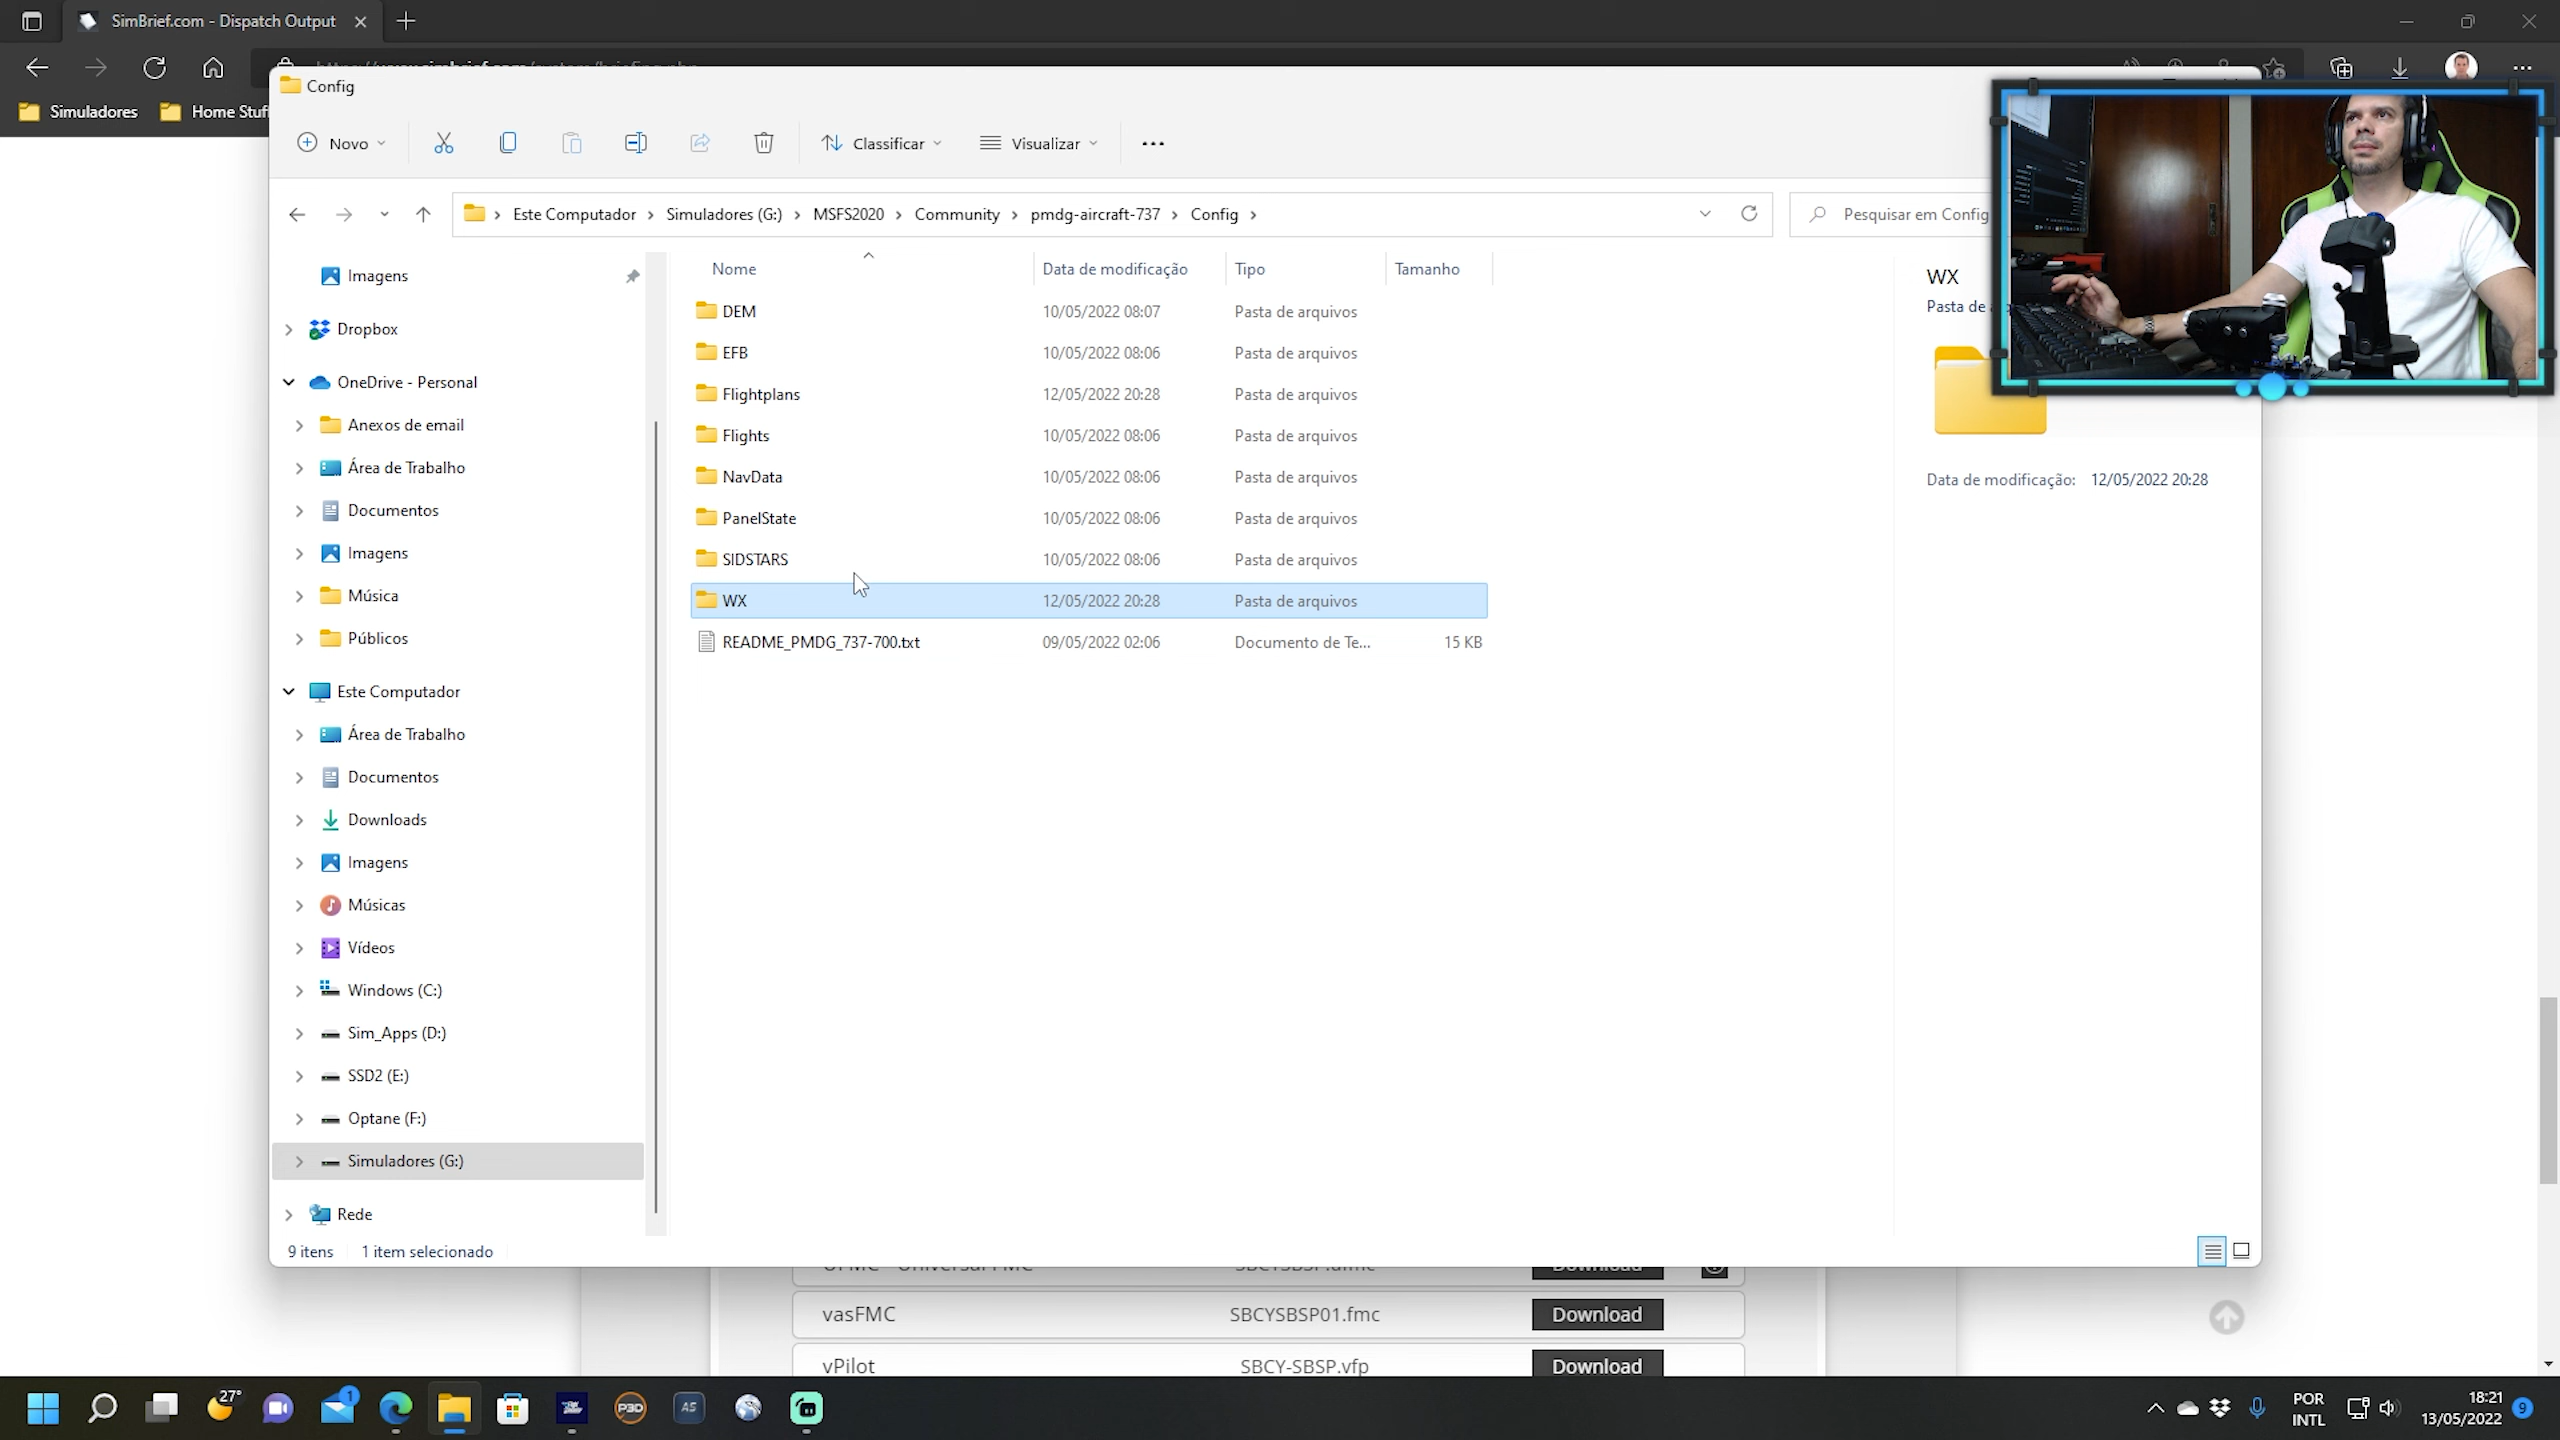 SimBrief.com - Dispatch Output
Simuladores
Home Stuff
Config
Novo
Classificar
Visualizar
Este Computador
Simuladores (G:)
MSFS2020
Community
pmdg-aircraft-737
Config
Pesquisar em Config
Nome
Data de modificação
Tipo
Tamanho
Imagens
Dropbox
OneDrive - Personal
Anexos de email
Área de Trabalho
Documentos
Imagens
Música
Públicos
Este Computador
Área de Trabalho
Documentos
Downloads
Imagens
Músicas
Vídeos
Windows (C:)
Sim_Apps (D:)
SSD2 (E:)
Optane (F:)
Simuladores (G:)
Rede
DEM 10/05/2022 08:07 Pasta de arquivos
EFB 10/05/2022 08:06 Pasta de arquivos
Flightplans 12/05/2022 20:28 Pasta de arquivos
Flights 10/05/2022 08:06 Pasta de arquivos
NavData 10/05/2022 08:06 Pasta de arquivos
PanelState 10/05/2022 08:06 Pasta de arquivos
SIDSTARS 10/05/2022 08:06 Pasta de arquivos
WX 12/05/2022 20:28 Pasta de arquivos
README_PMDG_737-700.txt 09/05/2022 02:06 Documento de Te... 15 KB
WX
Pasta de
Data de modificação: 12/05/2022 20:28
9 itens 1 item selecionado
vasFMC SBCYSBSP01.fmc Download
vPilot SBCY-SBSP.vfp Download
27°
1
P3D
AS
POR
INTL
18:21
13/05/2022
9